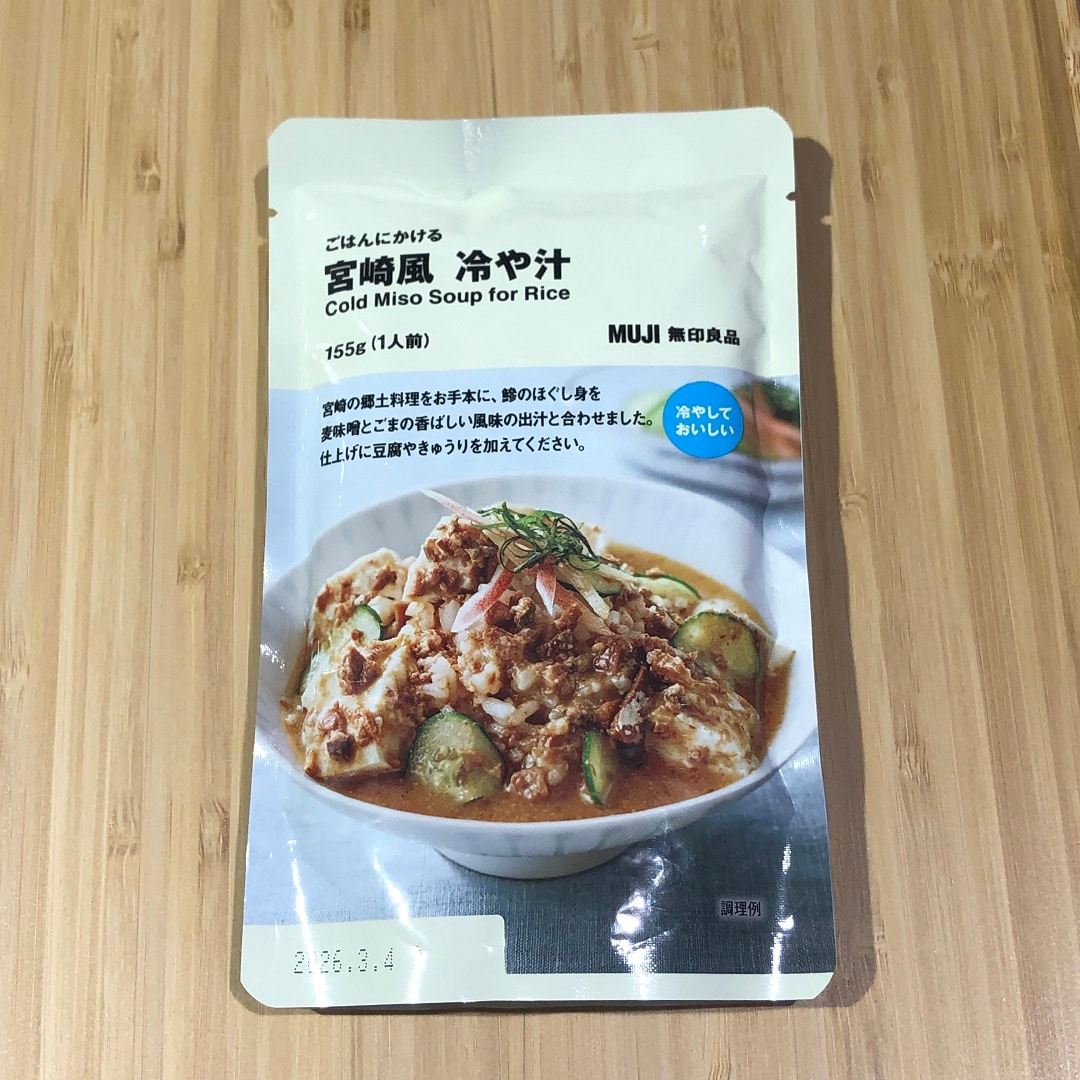 ごはんにかける
宮崎風 冷や汁
Cold Miso Soup for Rice
155g(1人前)
MUJI 無印良品
宮崎の郷土料理をお手本に、鰺のほぐし身を
麦味噌とごまの香ばしい風味の出汁と合わせました。
仕上げに豆腐やきゅうりを加えてください。
冷やして
おいしい
調理例
2026.3.4